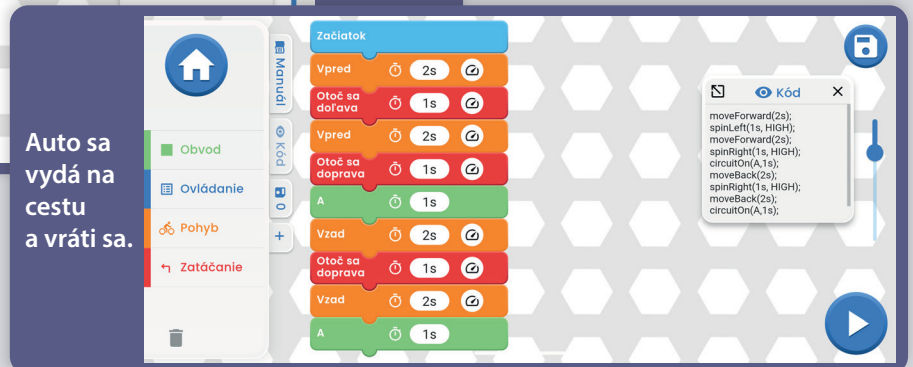 Auto sa
vydá na
cestu
a vráti sa.
Obvod
Ovládanie
Pohyb
Zatáčanie
Manuál
Kód
0
+
Začiatok
Vpred 2s
Otoč sa
doľava 1s
Vpred 2s
Otoč sa
doprava 1s
A 1s
Vzad 2s
Otoč sa
doprava 1s
Vzad 2s
A 1s
Kód
moveForward(2s);
spinLeft(1s, HIGH);
moveForward(2s);
spinRight(1s, HIGH);
circuitOn(A,1s);
moveBack(2s);
spinRight(1s, HIGH);
moveBack(2s);
circuitOn(A,1s);